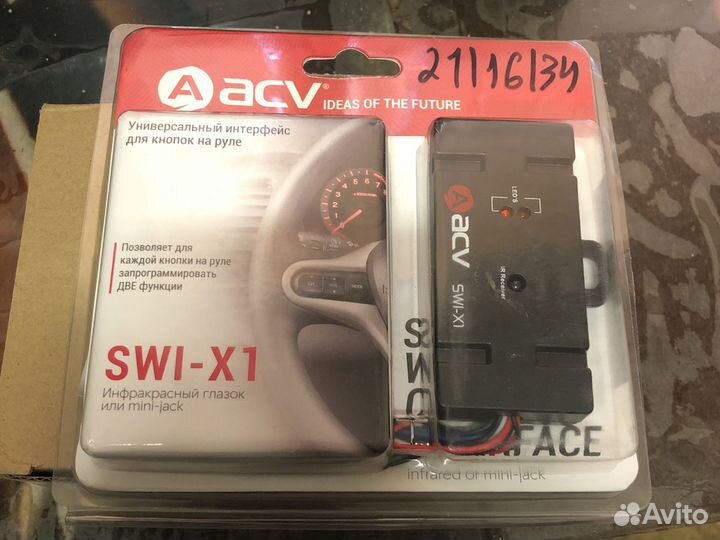 acv
IDEAS OF THE FUTURE
21/16/34
Универсальный интерфейс
для кнопок на руле
Позволяет для
каждой кнопки на руле
запрограммировать
ДВЕ функции
SWI-X1
Инфракрасный глазок
или mini-jack
acv
SWI-X1
LED'S
IR Receiver
infrared or mini-jack
Avito